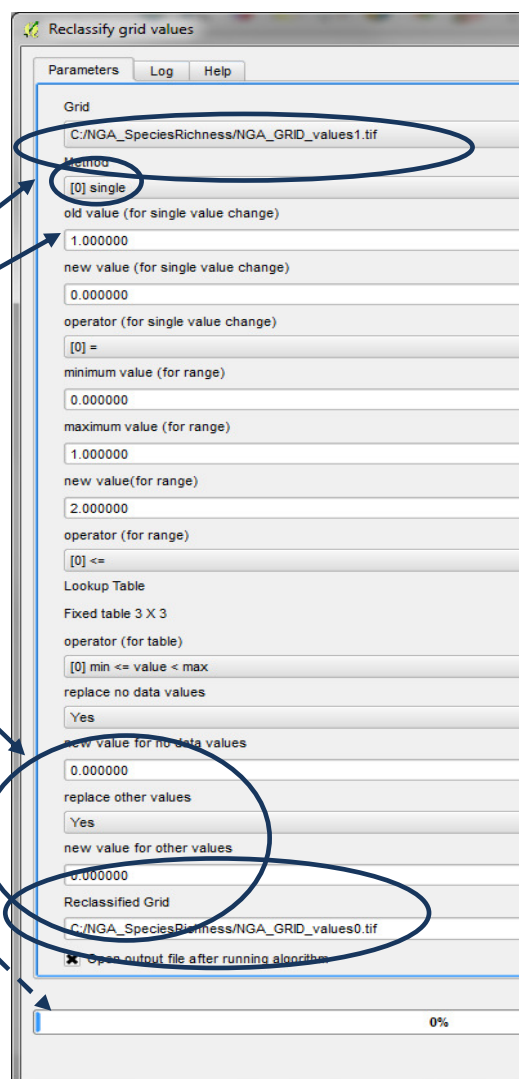 Reclassify grid values
Parameters Log Help
Grid
C:/NGA_SpeciesRichness/NGA_GRID_values1.tif
Method
[0] single
old value (for single value change)
1.000000
new value (for single value change)
0.000000
operator (for single value change)
[0] =
minimum value (for range)
0.000000
maximum value (for range)
1.000000
new value(for range)
2.000000
operator (for range)
[0] <=
Lookup Table
Fixed table 3 X 3
operator (for table)
[0] min <= value < max
replace no data values
Yes
new value for no data values
0.000000
replace other values
Yes
new value for other values
0.000000
Reclassified Grid
C:/NGA_SpeciesRichness/NGA_GRID_values0.tif
Open output file after running algorithm
0%